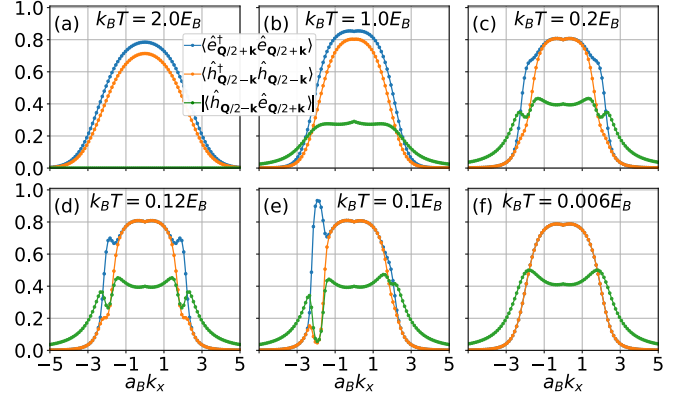 (a) k_BT = 2.0E_B
(b) k_BT = 1.0E_B
(c) k_BT = 0.2E_B
⟨ê†_{Q/2+k} ê_{Q/2+k}⟩
⟨ĥ†_{Q/2−k} ĥ_{Q/2−k}⟩
|⟨ĥ_{Q/2−k} ê_{Q/2+k}⟩|
1.0
0.8
0.6
0.4
0.2
0.0
(d) k_BT = 0.12E_B
(e) k_BT = 0.1E_B
(f) k_BT = 0.006E_B
1.0
0.8
0.6
0.4
0.2
0.0
−5 −3 −1 1 3 5
−3 −1 1 3
−3 −1 1 3 5
a_Bk_x
a_Bk_x
a_Bk_x